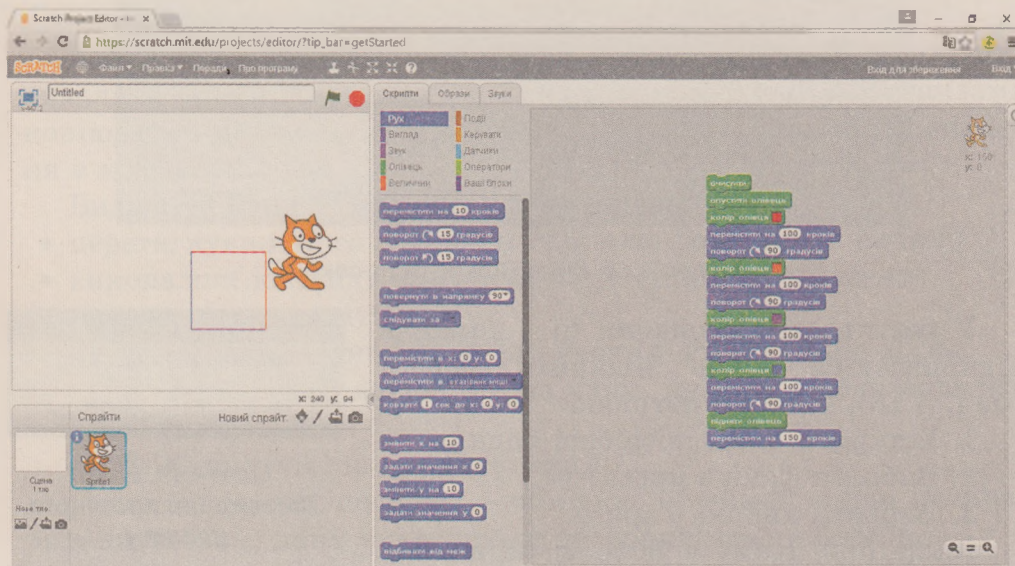 Scratch Project Editor -
https://scratch.mit.edu/projects/editor/?tip_bar=getStarted
SCRATCH Файл Правка Поради Про програму Вхід для збереження Вхід
Untitled
Скрипти Образи Звуки
Рух Події
Вигляд Керувати
Звук Датчики
Олівець Оператори
Величини Ваші блоки
перемістити на 10 кроків
поворот 15 градусів
поворот 15 градусів
повернути в напрямку 90
слідувати за
перемістити в x: 0 y: 0
перемістити в
ковзати 1 сек до x: 0 y: 0
змінити x на 10
задати значення x 0
змінити y на 10
задати значення y 0
відбивати від меж
x: 150
y: 0
очистити
опустити олівець
колір олівця
перемістити на 100 кроків
поворот 90 градусів
колір олівця
перемістити на 100 кроків
поворот 90 градусів
колір олівця
перемістити на 100 кроків
поворот 90 градусів
колір олівця
перемістити на 100 кроків
поворот 90 градусів
підняти олівець
перемістити на 150 кроків
x: 240 y: 94
Спрайти Новий спрайт:
Сцена
Sprite1
Нове тло